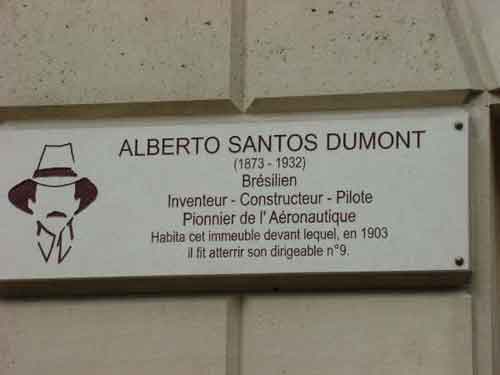 ALBERTO SANTOS DUMONT
(1873 - 1932)
Brésilien
Inventeur - Constructeur - Pilote
Pionnier de l' Aéronautique
Habita cet immeuble devant lequel, en 1903
il fit atterrir son dirigeable n°9.